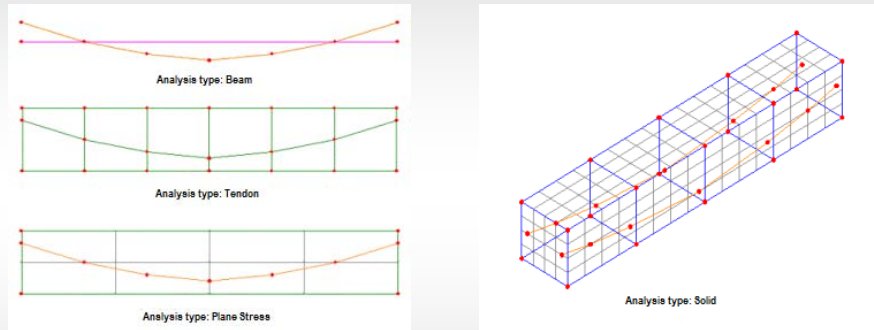 Analysis type: Beam
Analysis type: Tendon
Analysis type: Plane Stress
Analysis type: Solid